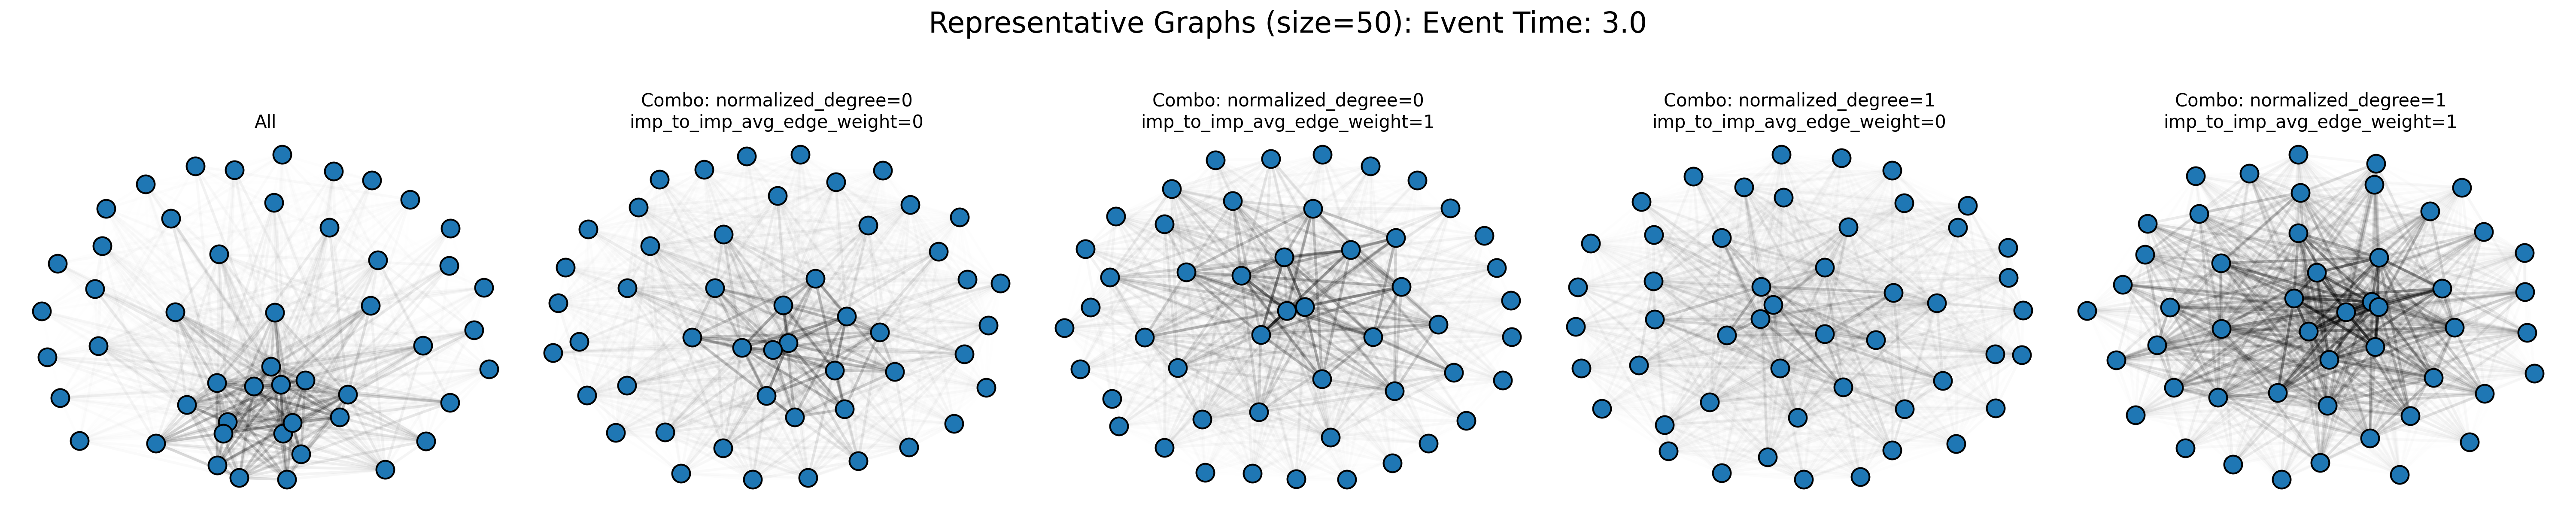 Representative Graphs (size=50): Event Time: 3.0
All
Combo: normalized_degree=0
imp_to_imp_avg_edge_weight=0
Combo: normalized_degree=0
imp_to_imp_avg_edge_weight=1
Combo: normalized_degree=1
imp_to_imp_avg_edge_weight=0
Combo: normalized_degree=1
imp_to_imp_avg_edge_weight=1